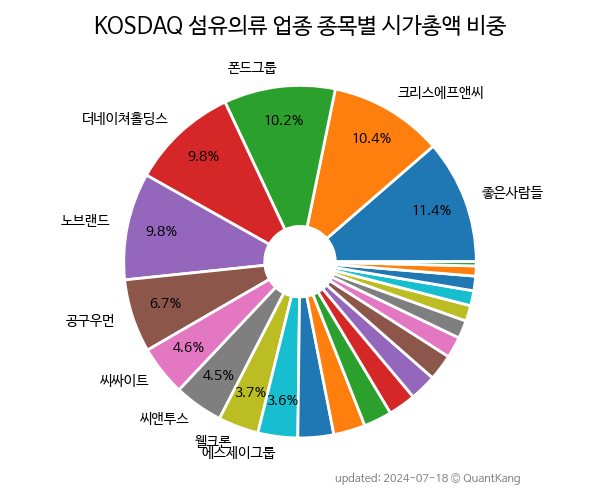 KOSDAQ 섬유의류 업종 종목별 시가총액 비중
폰드그룹
크리스에프앤씨
더네이쳐홀딩스
10.2%
10.4%
9.8%
좋은사람들
11.4%
노브랜드
9.8%
공구우먼
6.7%
4.6%
씨싸이트
4.5%
씨앤투스
3.7%
3.6%
웰크론
에스제이그룹
updated: 2024-07-18 © QuantKang